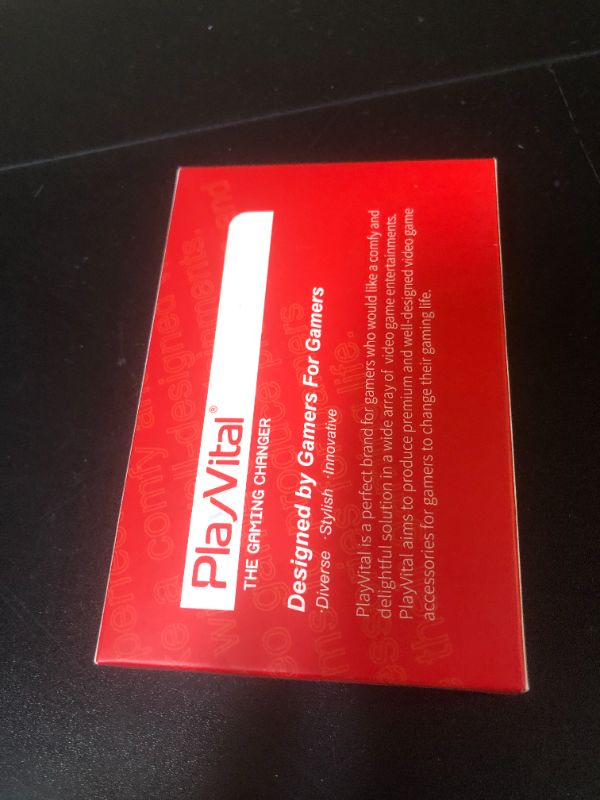 PlayVital®
THE GAMING CHANGER
Designed by Gamers For Gamers
·Diverse ·Stylish ·Innovative
PlayVital is a perfect brand for gamers who would like a comfy and
delightful solution in a wide array of video game entertainments.
PlayVital aims to produce premium and well-designed video game
accessories for gamers to change their gaming life.